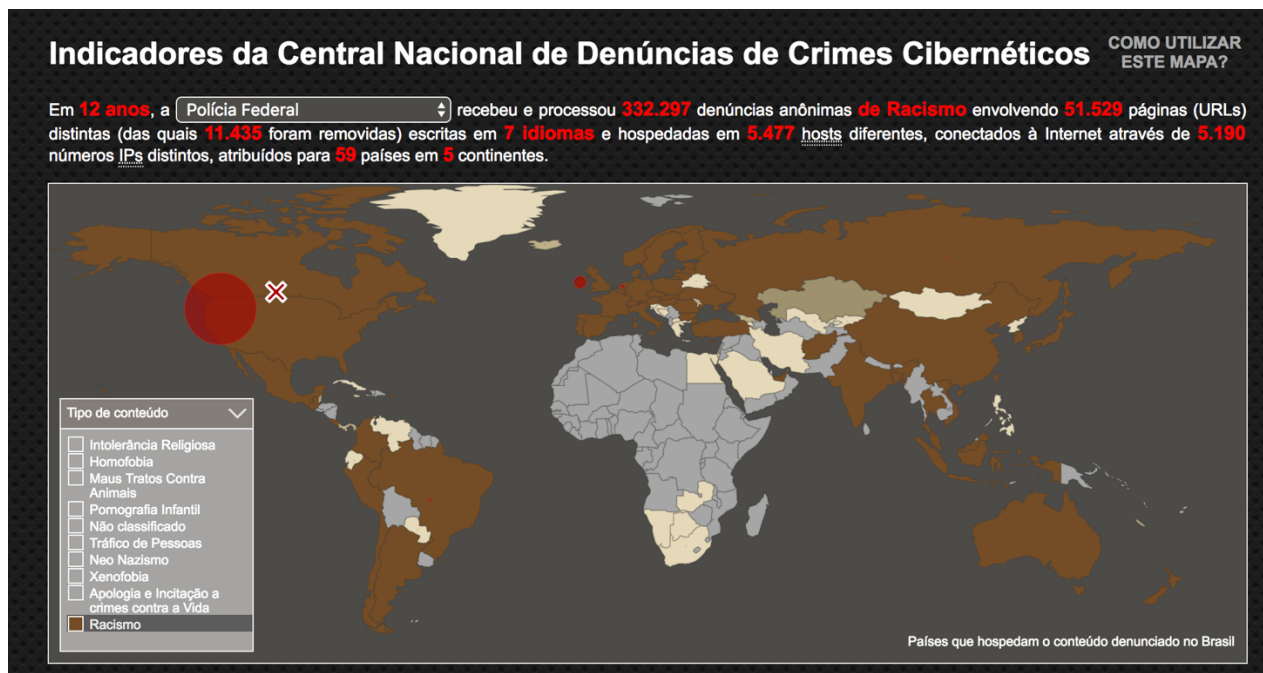 Indicadores da Central Nacional de Denúncias de Crimes Cibernéticos
COMO UTILIZAR
ESTE MAPA?
Em 12 anos, a Polícia Federal recebeu e processou 332.297 denúncias anônimas de Racismo envolvendo 51.529 páginas (URLs)
distintas (das quais 11.435 foram removidas) escritas em 7 idiomas e hospedadas em 5.477 hosts diferentes, conectados à Internet através de 5.190
números IPs distintos, atribuídos para 59 países em 5 continentes.
Tipo de conteúdo
Intolerância Religiosa
Homofobia
Maus Tratos Contra
Animais
Pornografia Infantil
Não classificado
Tráfico de Pessoas
Neo Nazismo
Xenofobia
Apologia e Incitação a
crimes contra a Vida
Racismo
Países que hospedam o conteúdo denunciado no Brasil